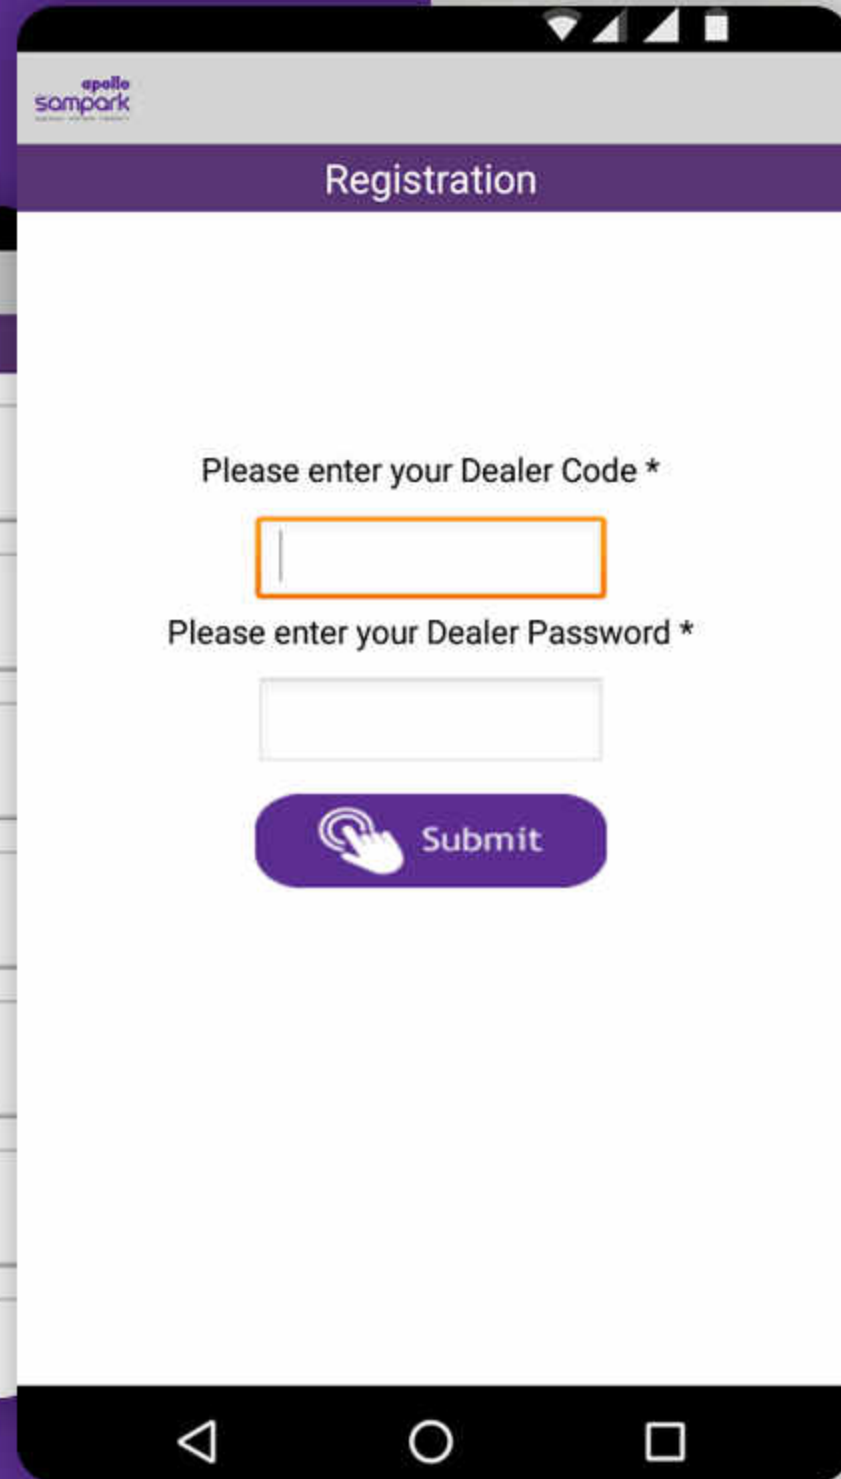 apollo
sampark
Registration
Please enter your Dealer Code *
Please enter your Dealer Password *
Submit